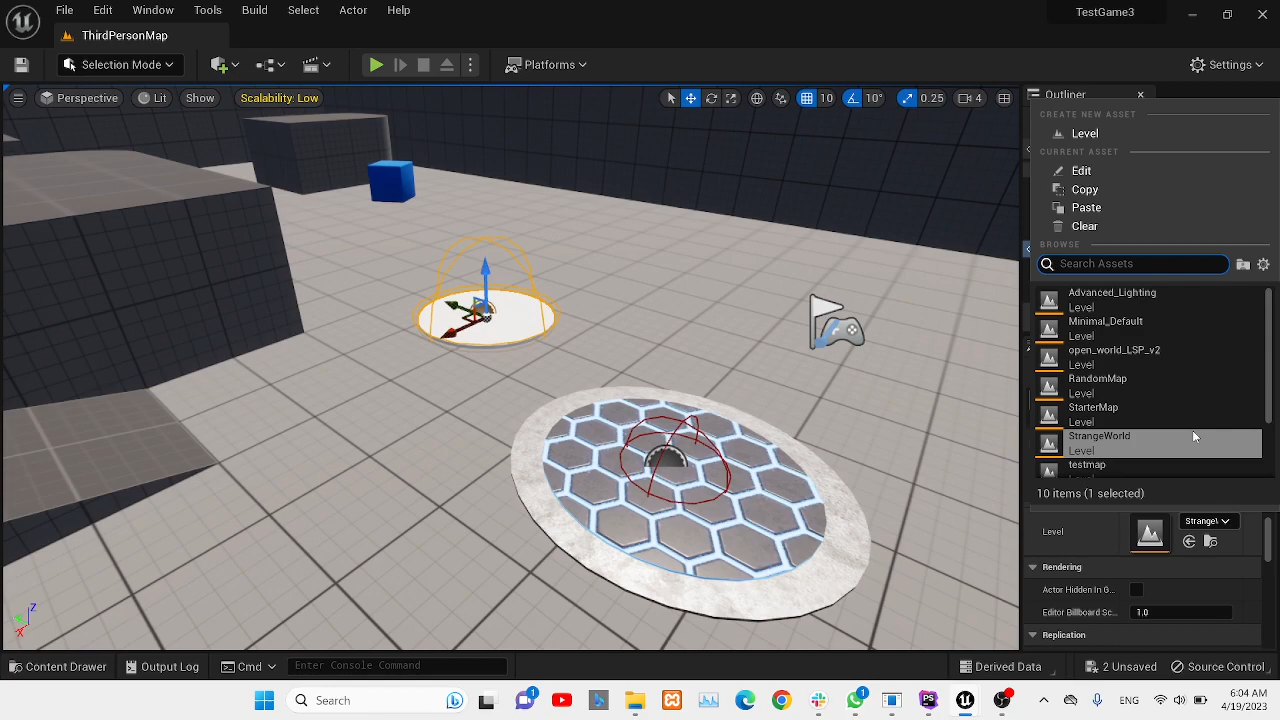 File Edit Window Tools Build Select Actor Help
TestGame3
ThirdPersonMap
Selection Mode
Platforms
Settings
Perspective Lit Show Scalability: Low
10 10° 0.25 4
Outliner
CREATE NEW ASSET
Level
CURRENT ASSET
Edit
Copy
Paste
Clear
BROWSE
Search Assets
Advanced_Lighting
Level
Minimal_Default
Level
open_world_LSP_v2
Level
RandomMap
Level
StarterMap
Level
StrangeWorld
Level
testmap
10 items (1 selected)
Level
Rendering
Actor Hidden In G...
Editor Billboard Sc...
1.0
Replication
Z
X
Content Drawer Output Log Cmd Enter Console Command
Derived Data 2 Unsaved Source Control
Search
1
1
ENG
6:04 AM
4/19/2023